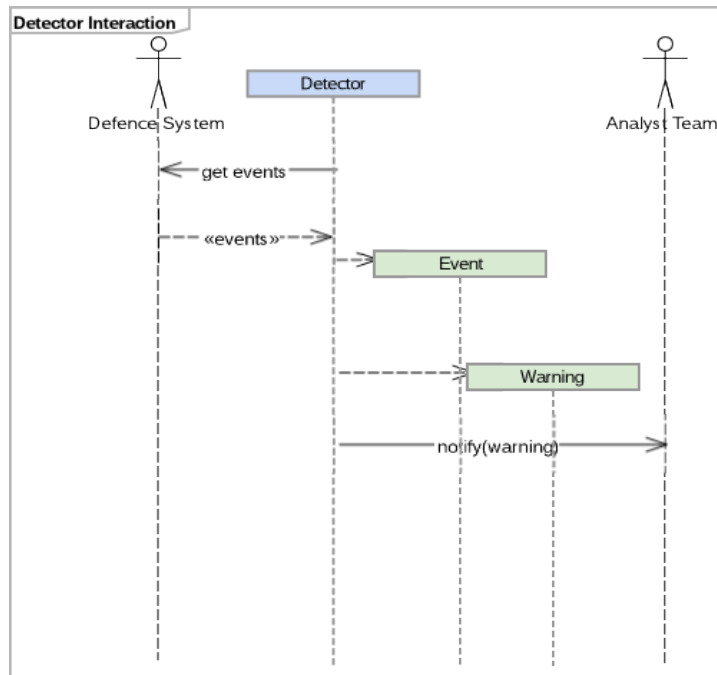 Detector Interaction
Detector
Defence System
Analyst Team
get events
«events»
Event
Warning
notify(warning)